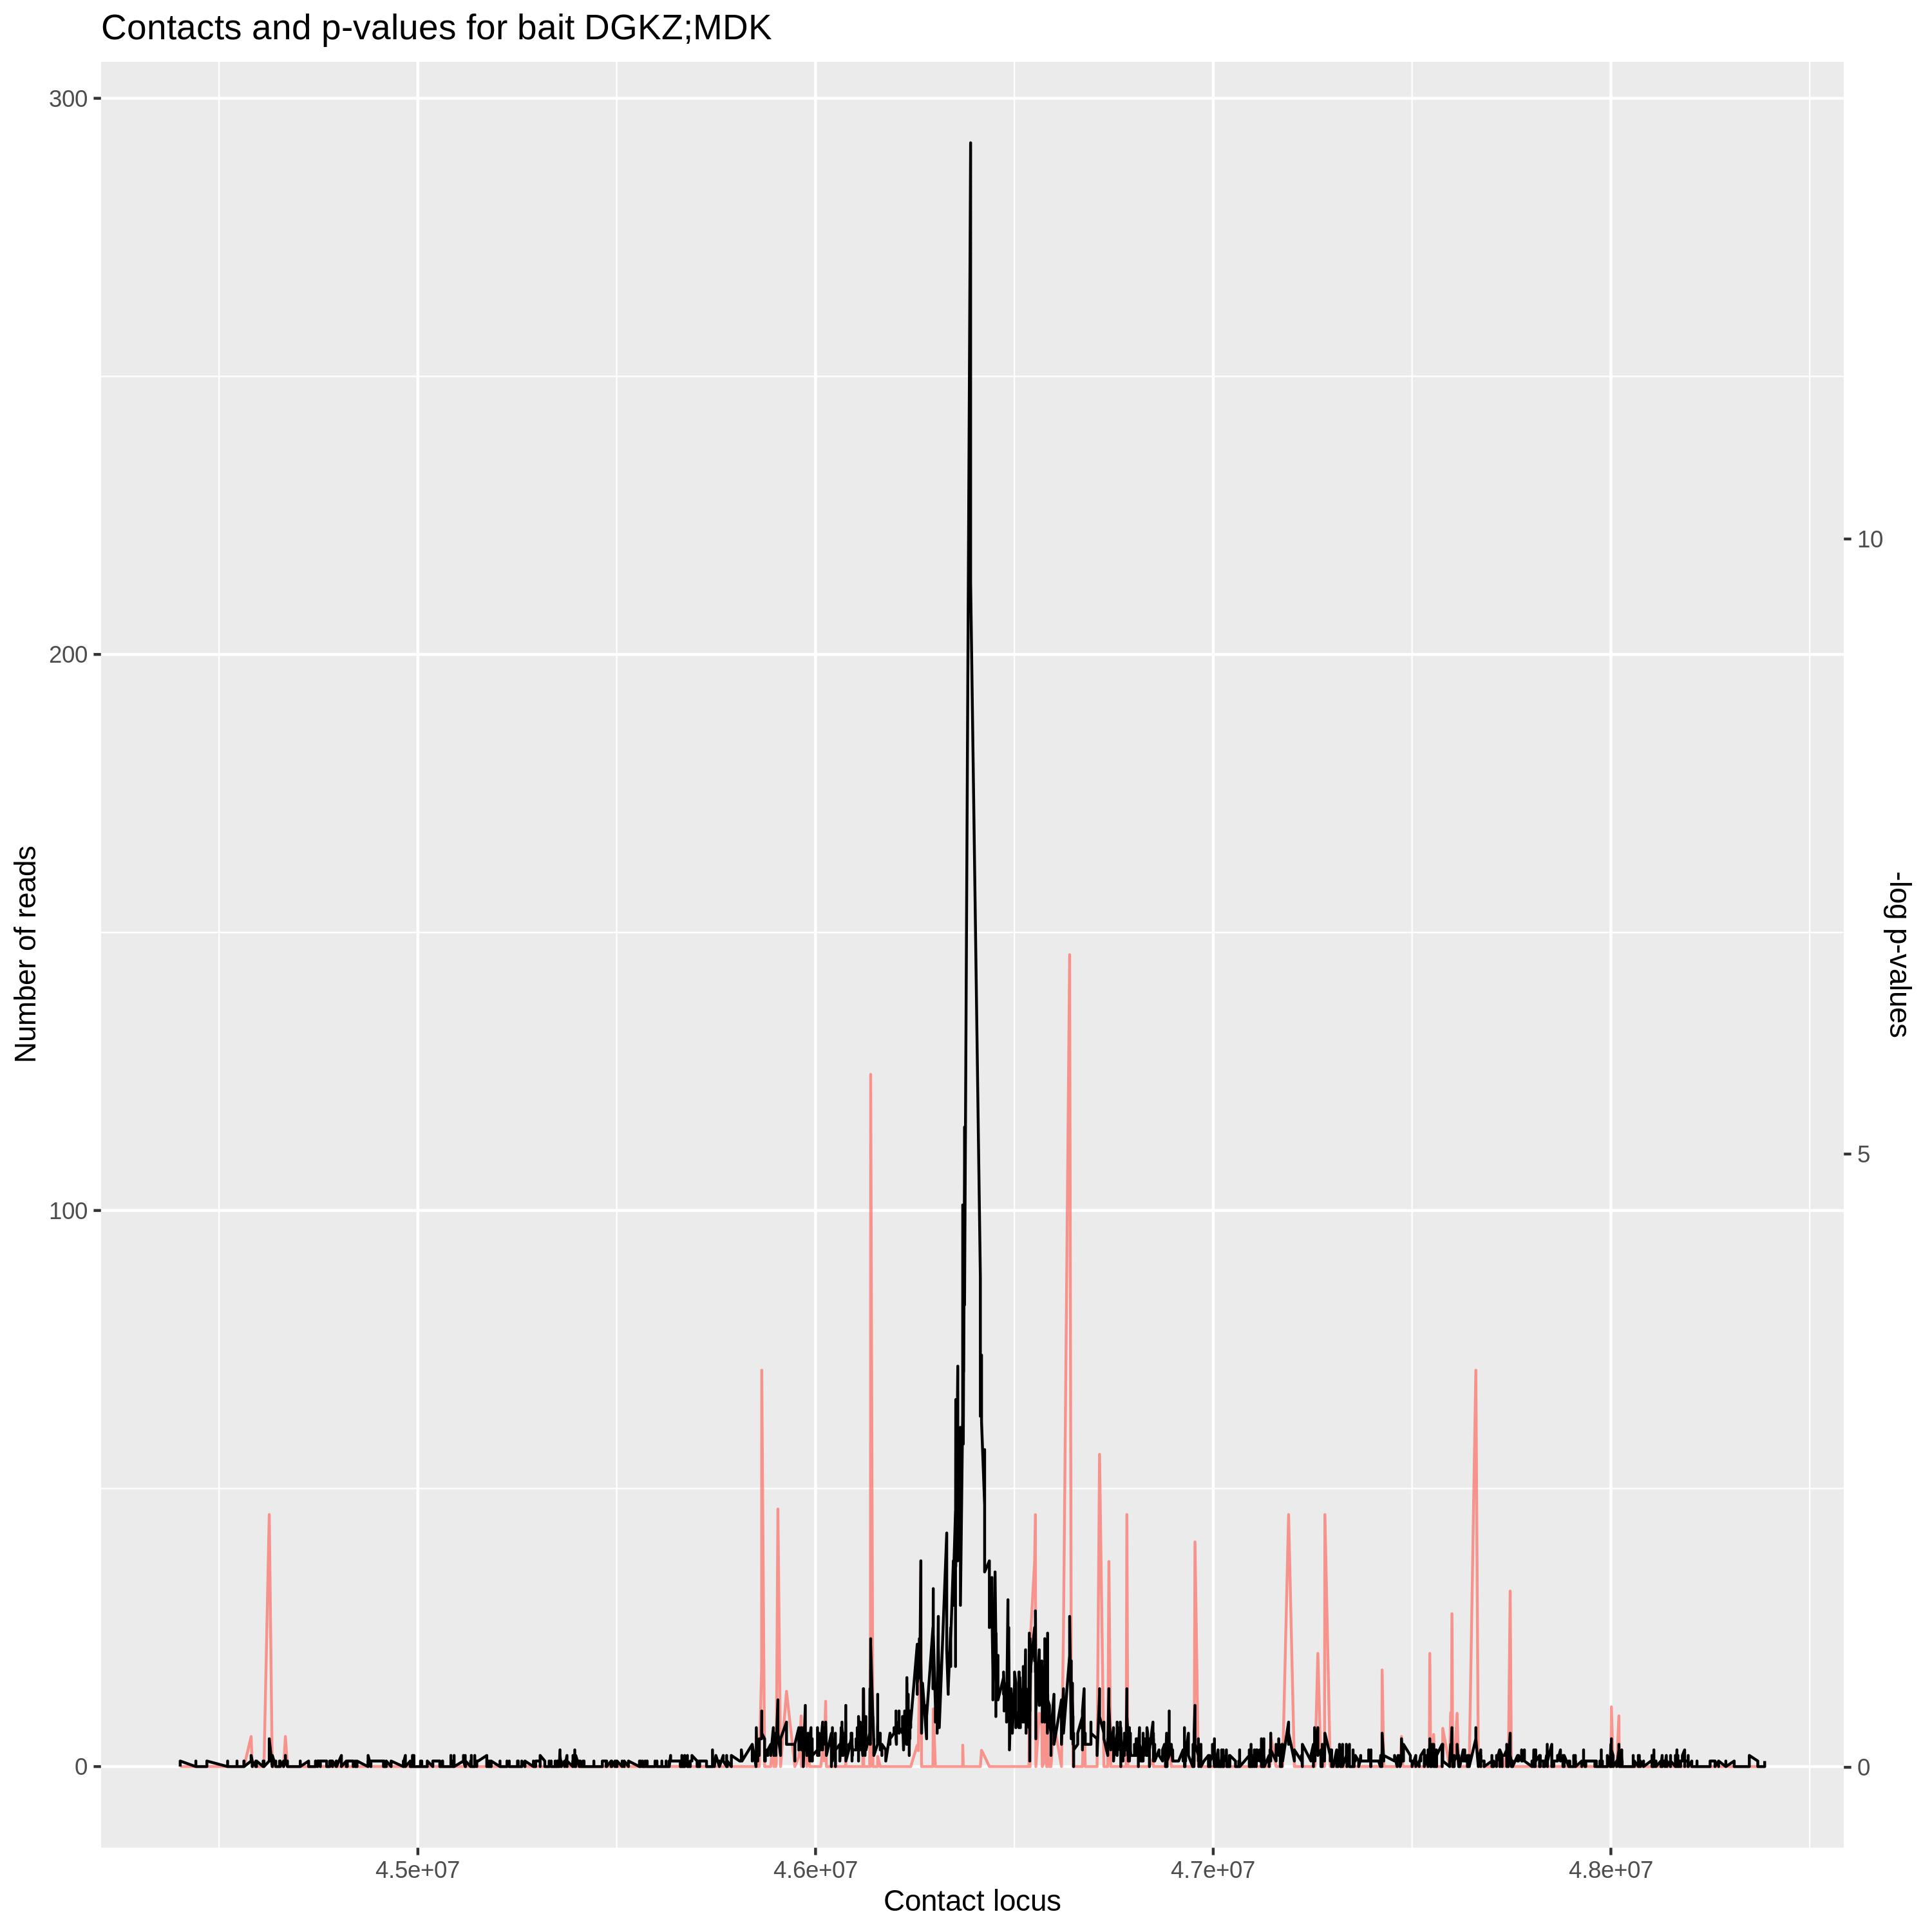 Contacts and p-values for bait DGKZ;MDK
300
200
100
0
Number of reads
10
5
0
-log p-values
4.5e+07
4.6e+07
4.7e+07
4.8e+07
Contact locus